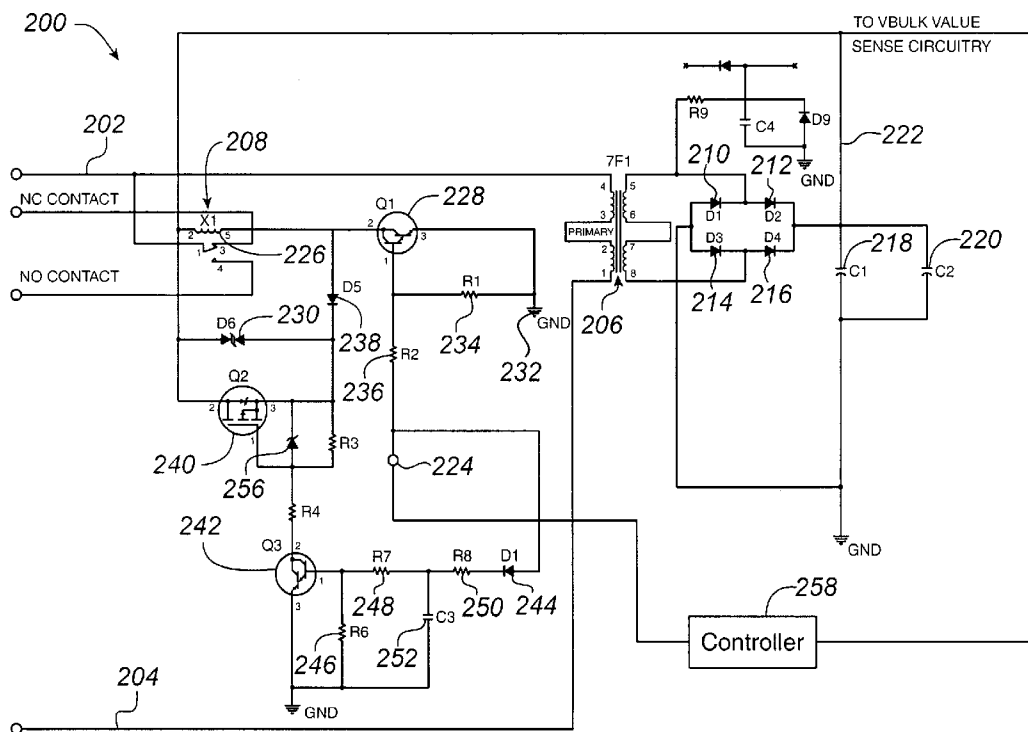 200
TO VBULK VALUE
SENSE CIRCUITRY
R9
C4
D9
GND
202
208
222
7F1
210
212
NC CONTACT
X1
2
5
226
1
3
4
NO CONTACT
Q1
228
2
3
1
4
5
3
6
PRIMARY
2
7
1
8
D1
D2
D3
D4
214
216
206
218
C1
220
C2
D5
238
R1
234
GND
232
D6
230
R2
236
Q2
2
3
1
240
256
R3
224
GND
R4
242
Q3
2
1
3
R7
248
R8
250
D1
244
C3
252
R6
246
GND
258
Controller
204